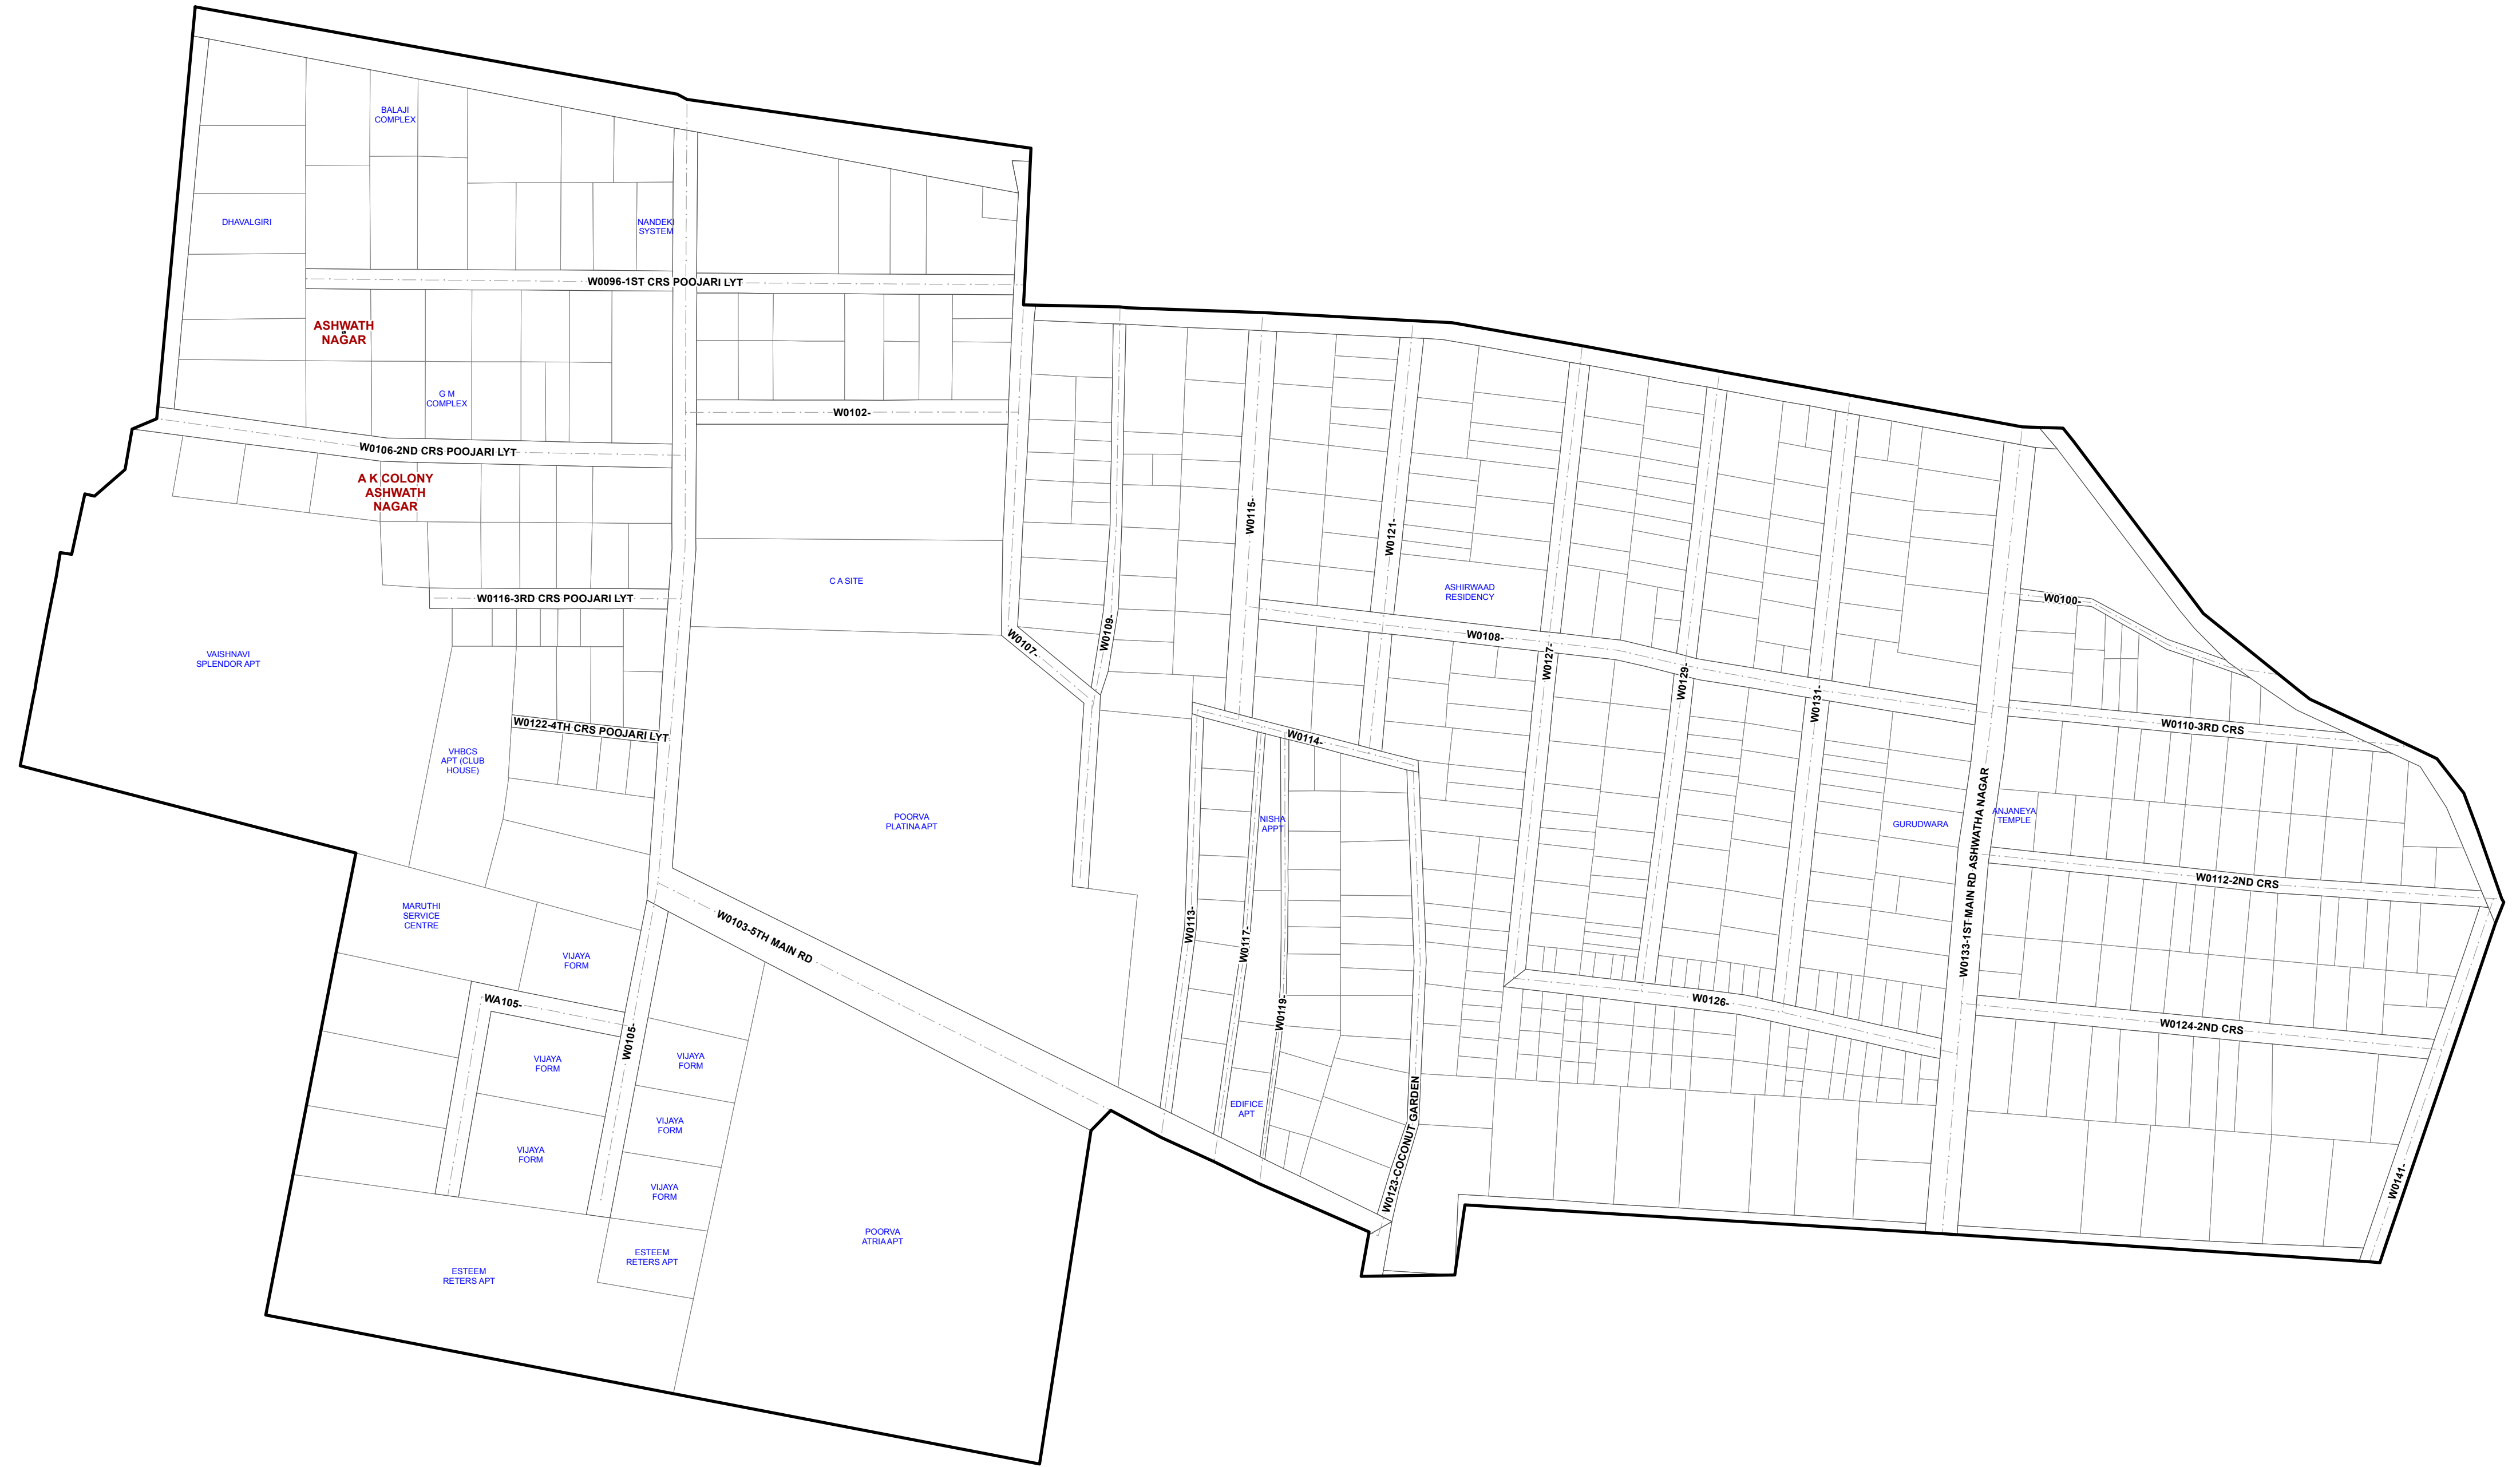 BALAJI
COMPLEX
DHAVALGIRI
NANDEKI
SYSTEM
W0096-1ST CRS POOJARI LYT
ASHWATH
NAGAR
G M
COMPLEX
W0102-
W0106-2ND CRS POOJARI LYT
A K COLONY
ASHWATH
NAGAR
C A SITE
W0116-3RD CRS POOJARI LYT
VAISHNAVI
SPLENDOR APT
W0122-4TH CRS POOJARI LYT
VHBCS
APT (CLUB
HOUSE)
POORVA
PLATINA APT
MARUTHI
SERVICE
CENTRE
VIJAYA
FORM
W0103-5TH MAIN RD
WA105-
W0105-
VIJAYA
FORM
VIJAYA
FORM
VIJAYA
FORM
VIJAYA
FORM
VIJAYA
FORM
ESTEEM
RETERS APT
ESTEEM
RETERS APT
POORVA
ATRIA APT
W0107-
W0109-
W0115-
W0121-
ASHIRWAAD
RESIDENCY
W0108-
W0127-
W0129-
W0131-
W0114-
NISHA
APPT
W0113-
W0117-
W0119-
EDIFICE
APT
W0123-COCONUT GARDEN
W0126-
GURUDWARA
W0133-1ST MAIN RD ASHWATHA NAGAR
ANJANEYA
TEMPLE
W0100-
W0110-3RD CRS
W0112-2ND CRS
W0124-2ND CRS
W0141-